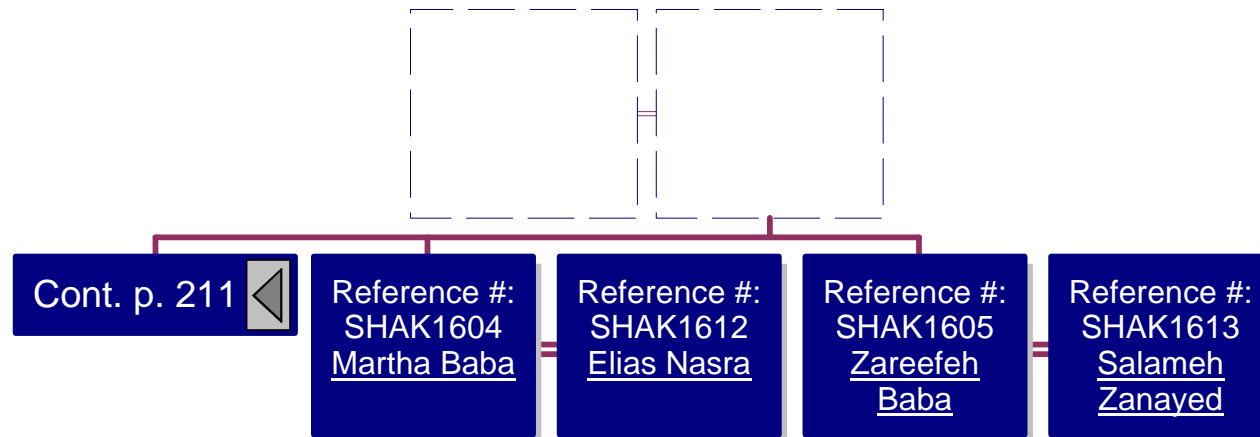 Cont. p. 211
Reference #:
SHAK1604
Martha Baba
Reference #:
SHAK1612
Elias Nasra
Reference #:
SHAK1605
Zareefeh
Baba
Reference #:
SHAK1613
Salameh
Zanayed